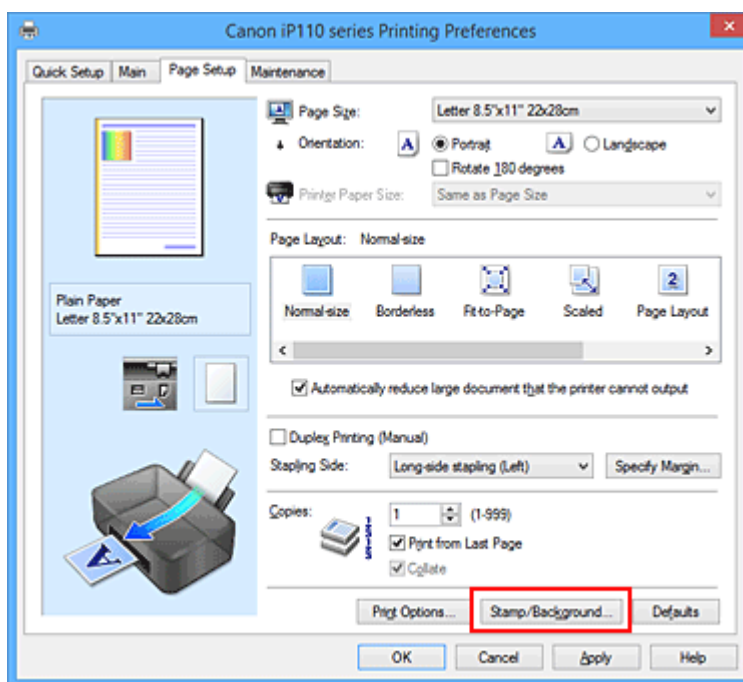 Canon iP110 series Printing Preferences
Quick Setup Main Page Setup Maintenance
Page Size: Letter 8.5"x11" 22x28cm
Orientation: A Portrait A Landscape
Rotate 180 degrees
Printer Paper Size: Same as Page Size
Page Layout: Normal-size
2
Normal-size Borderless Fit-to-Page Scaled Page Layout
Plain Paper
Letter 8.5"x11" 22x28cm
Automatically reduce large document that the printer cannot output
Duplex Printing (Manual)
Stapling Side: Long-side stapling (Left) Specify Margin...
Copies: 1 (1-999)
Print from Last Page
Collate
A
Print Options... Stamp/Background... Defaults
OK Cancel Apply Help